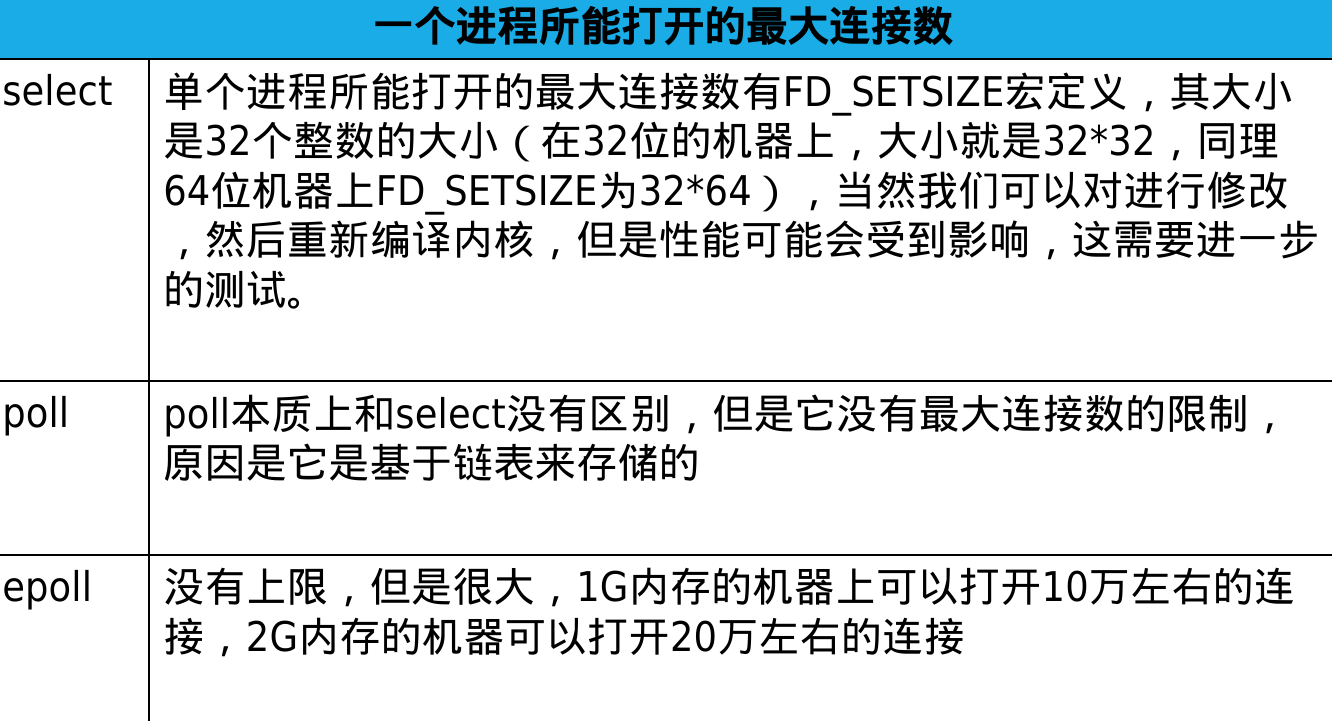 一个进程所能打开的最大连接数
select
单个进程所能打开的最大连接数有FD_SETSIZE宏定义，其大小
是32个整数的大小（在32位的机器上，大小就是32*32，同理
64位机器上FD_SETSIZE为32*64），当然我们可以对进行修改
，然后重新编译内核，但是性能可能会受到影响，这需要进一步
的测试。
poll
poll本质上和select没有区别，但是它没有最大连接数的限制，
原因是它是基于链表来存储的
epoll
没有上限，但是很大，1G内存的机器上可以打开10万左右的连
接，2G内存的机器可以打开20万左右的连接